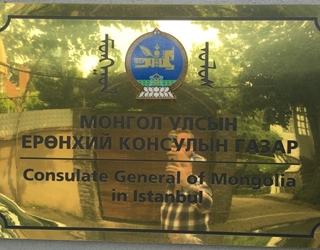 МОНГОЛ УЛСЫН
ЕРӨНХИЙ КОНСУЛЫН ГАЗАР
Consulate General of Mongolia
in Istanbul